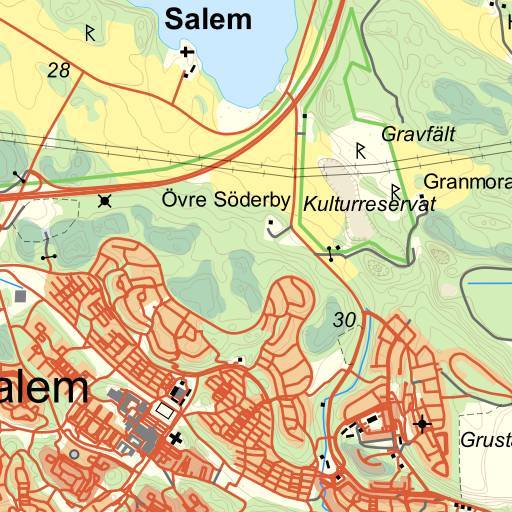 Salem
H
28
Gravfält
Granmora
Övre Söderby
Kulturreservat
30
alem
Grust